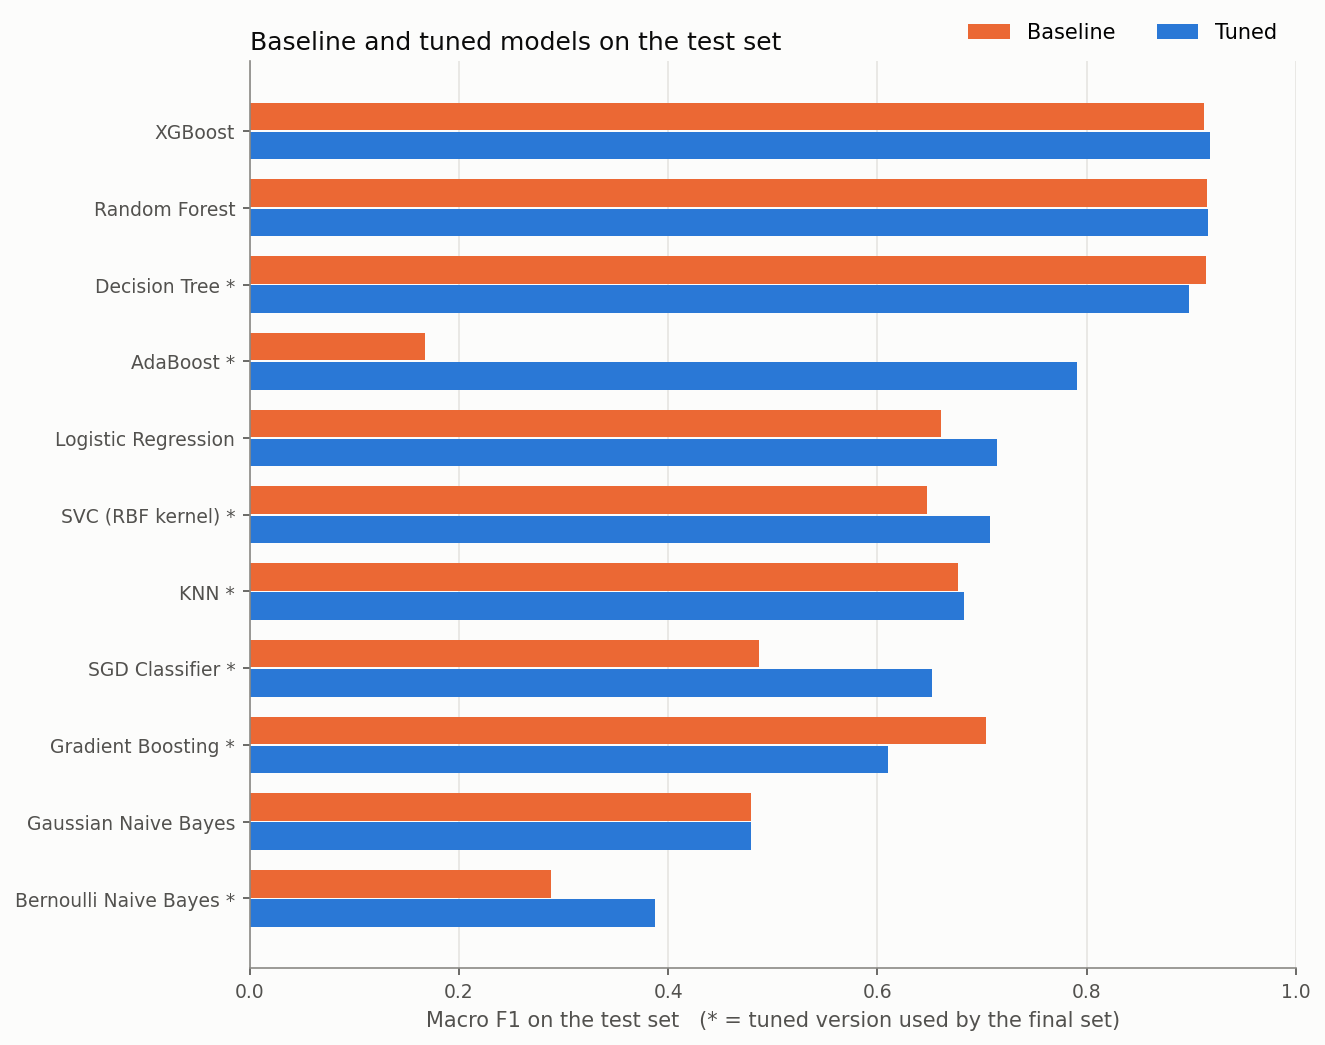 Baseline and tuned models on the test set
Baseline
Tuned
XGBoost
Random Forest
Decision Tree *
AdaBoost *
Logistic Regression
SVC (RBF kernel) *
KNN *
SGD Classifier *
Gradient Boosting *
Gaussian Naive Bayes
Bernoulli Naive Bayes *
0.0 0.2 0.4 0.6 0.8 1.0
Macro F1 on the test set (* = tuned version used by the final set)